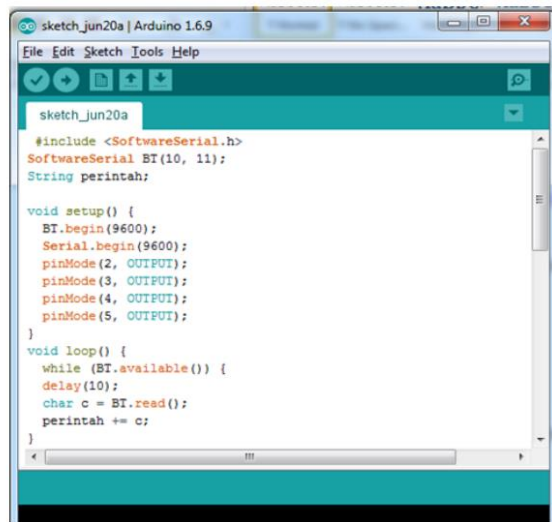 sketch_jun20a | Arduino 1.6.9
File Edit Sketch Tools Help
sketch_jun20a
#include <SoftwareSerial.h>
SoftwareSerial BT(10, 11);
String perintah;
void setup() {
BT.begin(9600);
Serial.begin(9600);
pinMode(2, OUTPUT);
pinMode(3, OUTPUT);
pinMode(4, OUTPUT);
pinMode(5, OUTPUT);
}
void loop() {
while (BT.available()) {
delay(10);
char c = BT.read();
perintah += c;
}